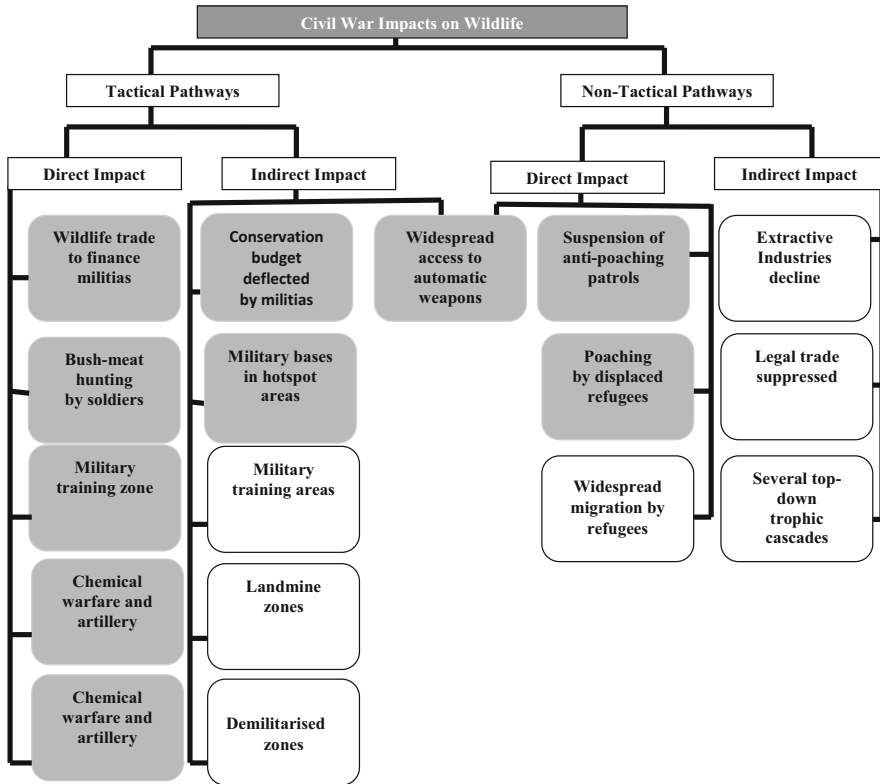 Civil War Impacts on Wildlife
Tactical Pathways
Non-Tactical Pathways
Direct Impact
Indirect Impact
Direct Impact
Indirect Impact
Wildlife trade
to finance
militias
Bush-meat
hunting
by soldiers
Military
training zone
Chemical
warfare and
artillery
Chemical
warfare and
artillery
Conservation
budget
deflected
by militias
Military bases
in hotspot
areas
Military
training areas
Landmine
zones
Demilitarised
zones
Widespread
access to
automatic
weapons
Suspension of
anti-poaching
patrols
Poaching
by displaced
refugees
Widespread
migration by
refugees
Extractive
Industries
decline
Legal trade
suppressed
Several top-
down
trophic
cascades